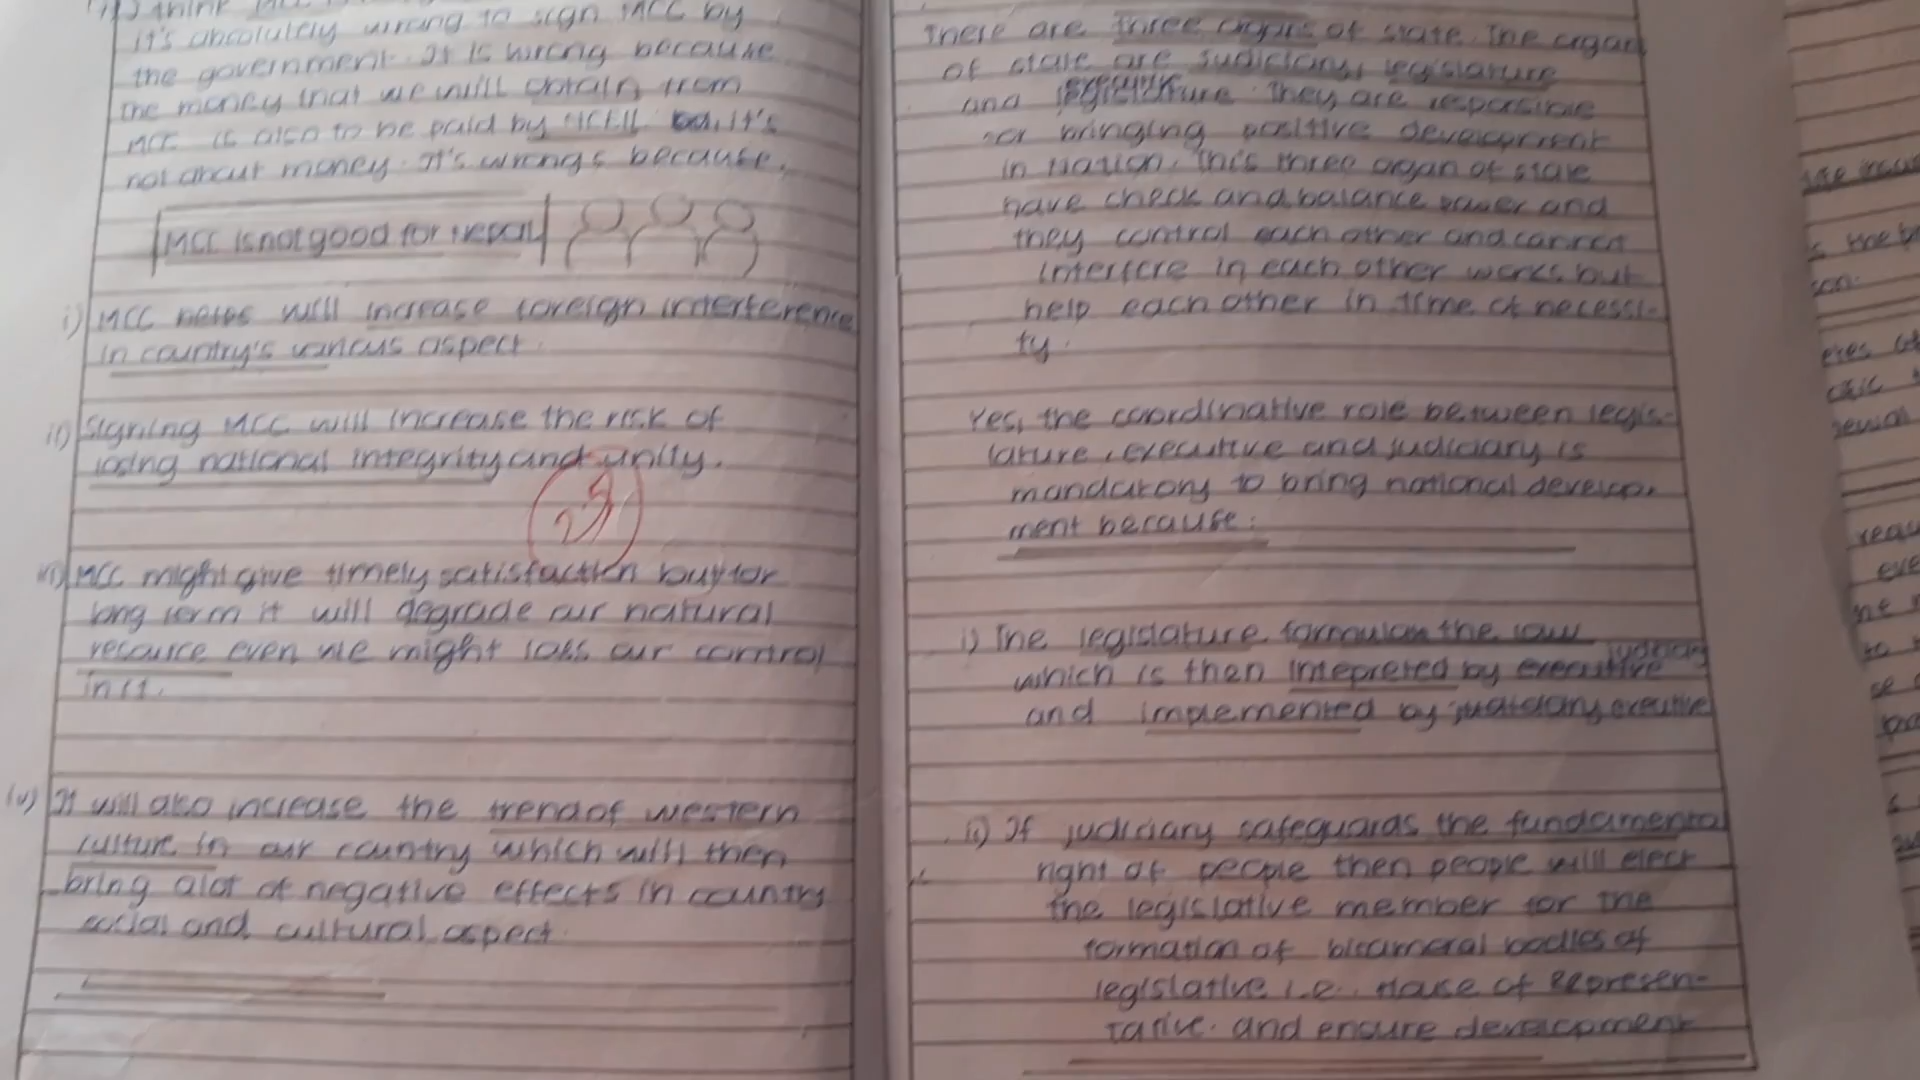 it's absolutely wrong to sign MCC by
the government. It is wrong because
the money that we will obtain from
MCC is also to be paid by it's
not about money. It's wrongs because,
MCC is not good for Nepal
i) MCC will increase foreign interference
in country's various aspect.
ii) Signing MCC will increase the risk of
losing national integrity and unity.
iii) MCC might give timely satisfaction but for
long term it will degrade our natural
recource even we might loss our control
in it.
iv) It will also increase the trend of western
culture in our country which will then
bring alot of negative effects in country
social and cultural aspect.
There are three organs of state. The organ
of state are judiciary, legislature
and executive. They are responsible
for bringing positive development
in Nation. This three organ of state
have check and balance power and
they control each other and cannot
interfere in each other works but
help each other in time of necessi-
ty.
Yes, the coordinative role between legis-
lature, executive and judiciary is
mandatory to bring national develop-
ment because:
i) The legislature the law
which is then intepreted by executive judiciary
and implemented by judiciary executive
ii) If judiciary safeguards the fundamental
right of people then people will elect
the legislative member for the
formation of bicameral bodies of
legislative i.e. House of Represen-
tative. and ensure development